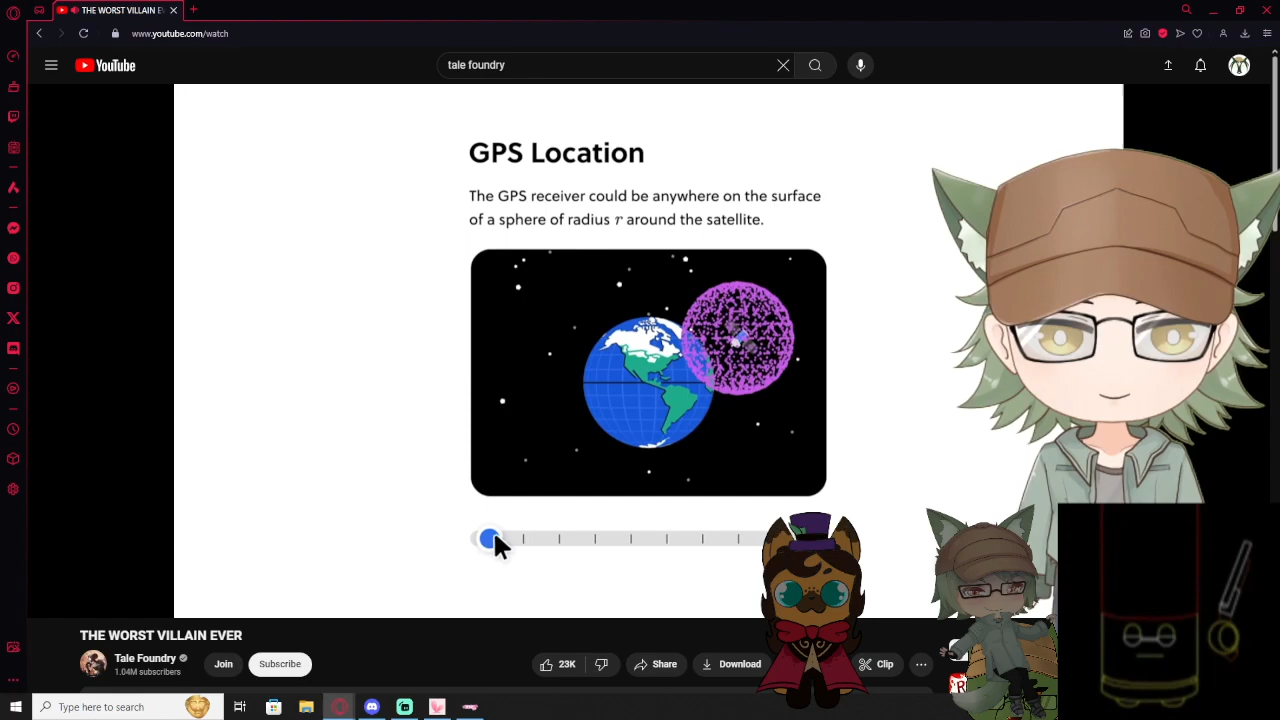 THE WORST VILLAIN EV
www.youtube.com/watch
YouTube
tale foundry
GPS Location
The GPS receiver could be anywhere on the surface
of a sphere of radius r around the satellite.
THE WORST VILLAIN EVER
Tale Foundry
1.04M subscribers
Join
Subscribe
23K
Share
Download
Clip
Type here to search